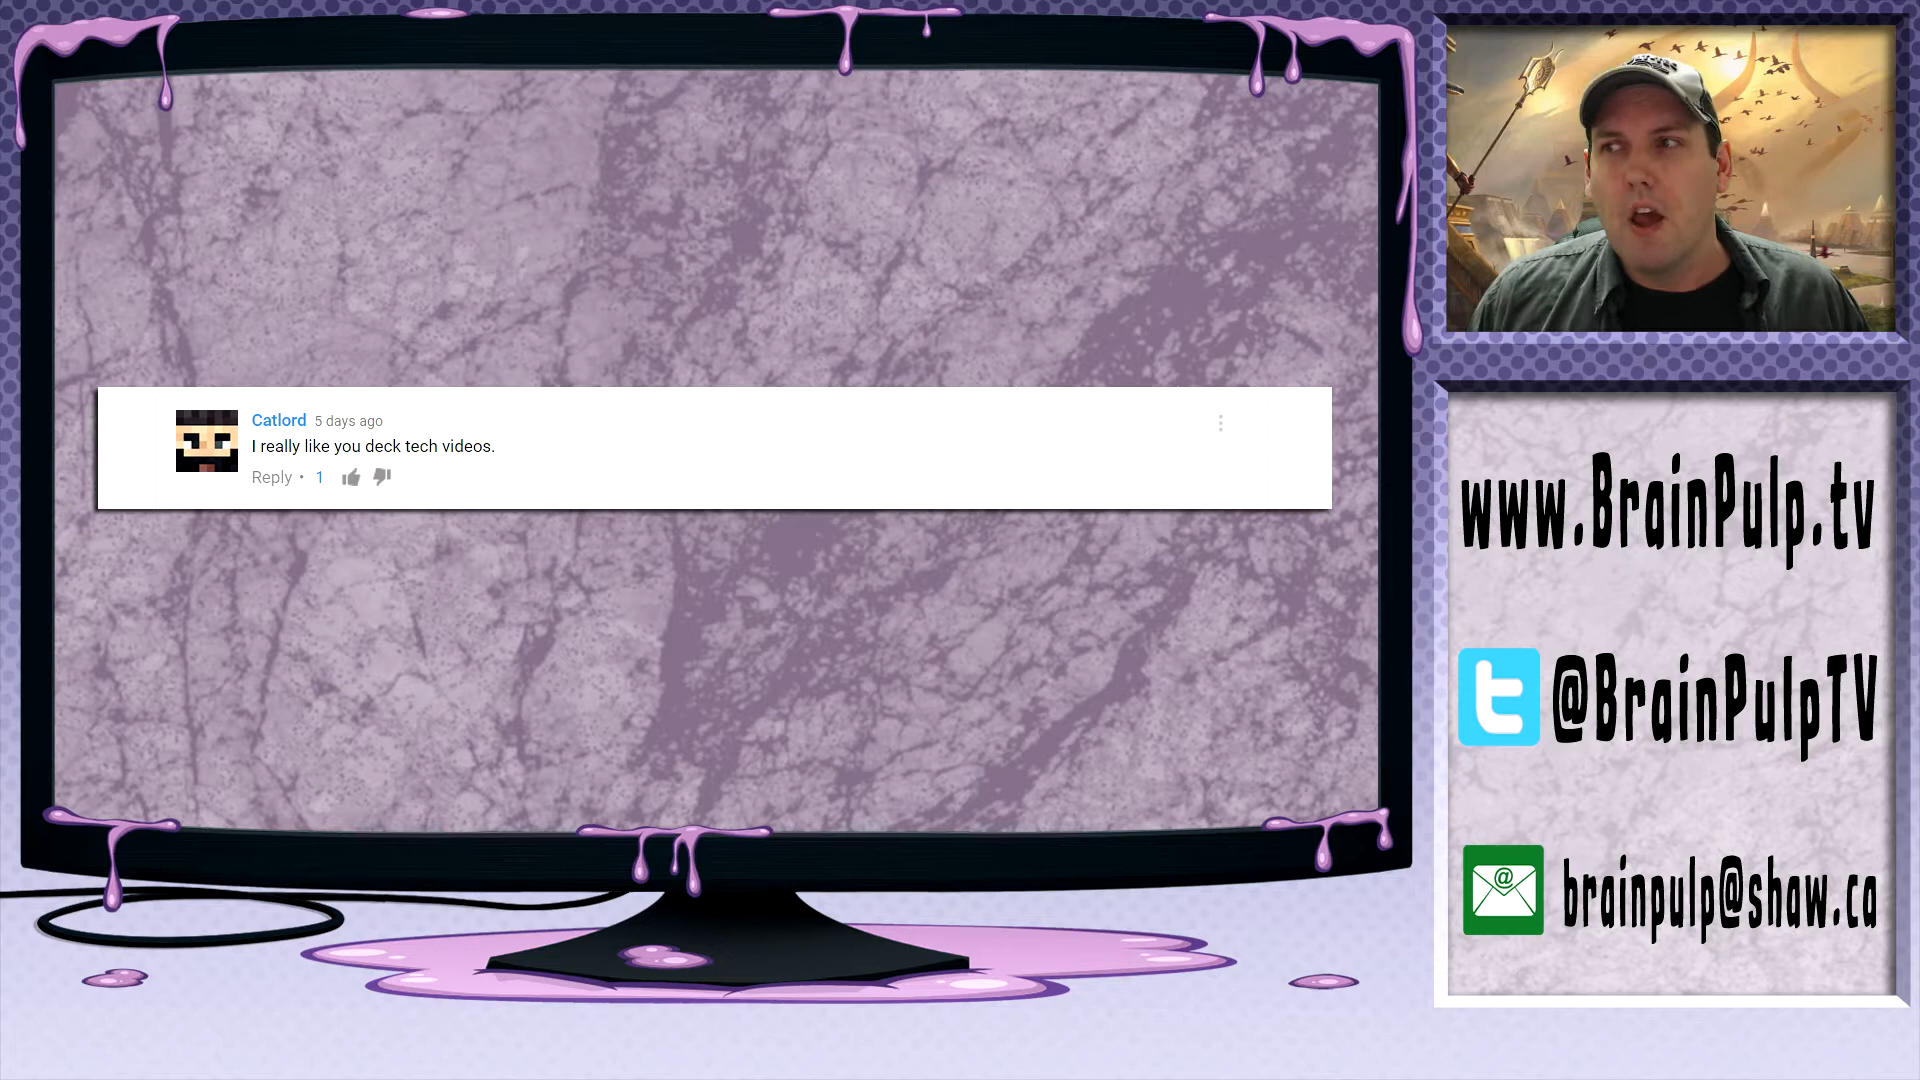 Catlord 5 days ago
I really like you deck tech videos.
Reply • 1
www.BrainPulp.tv
@BrainPulpTV
brainpulp@shaw.ca